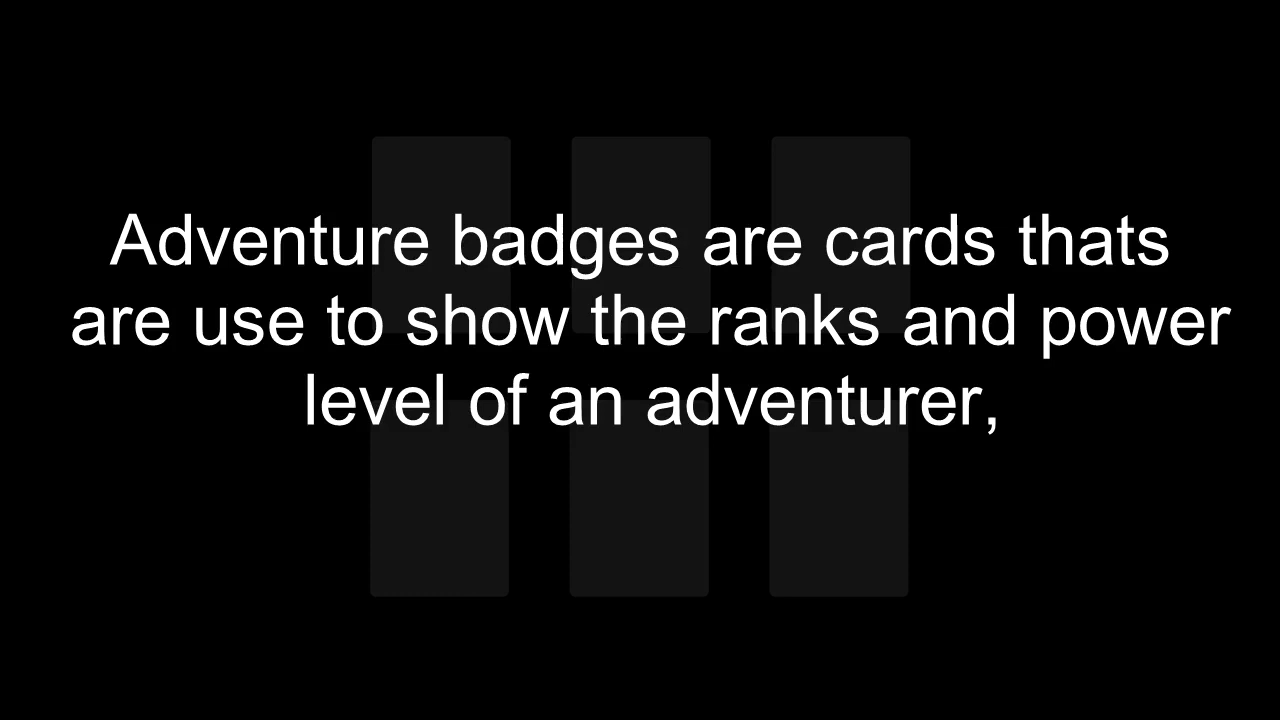 Adventure badges are cards thats
are use to show the ranks and power
level of an adventurer,